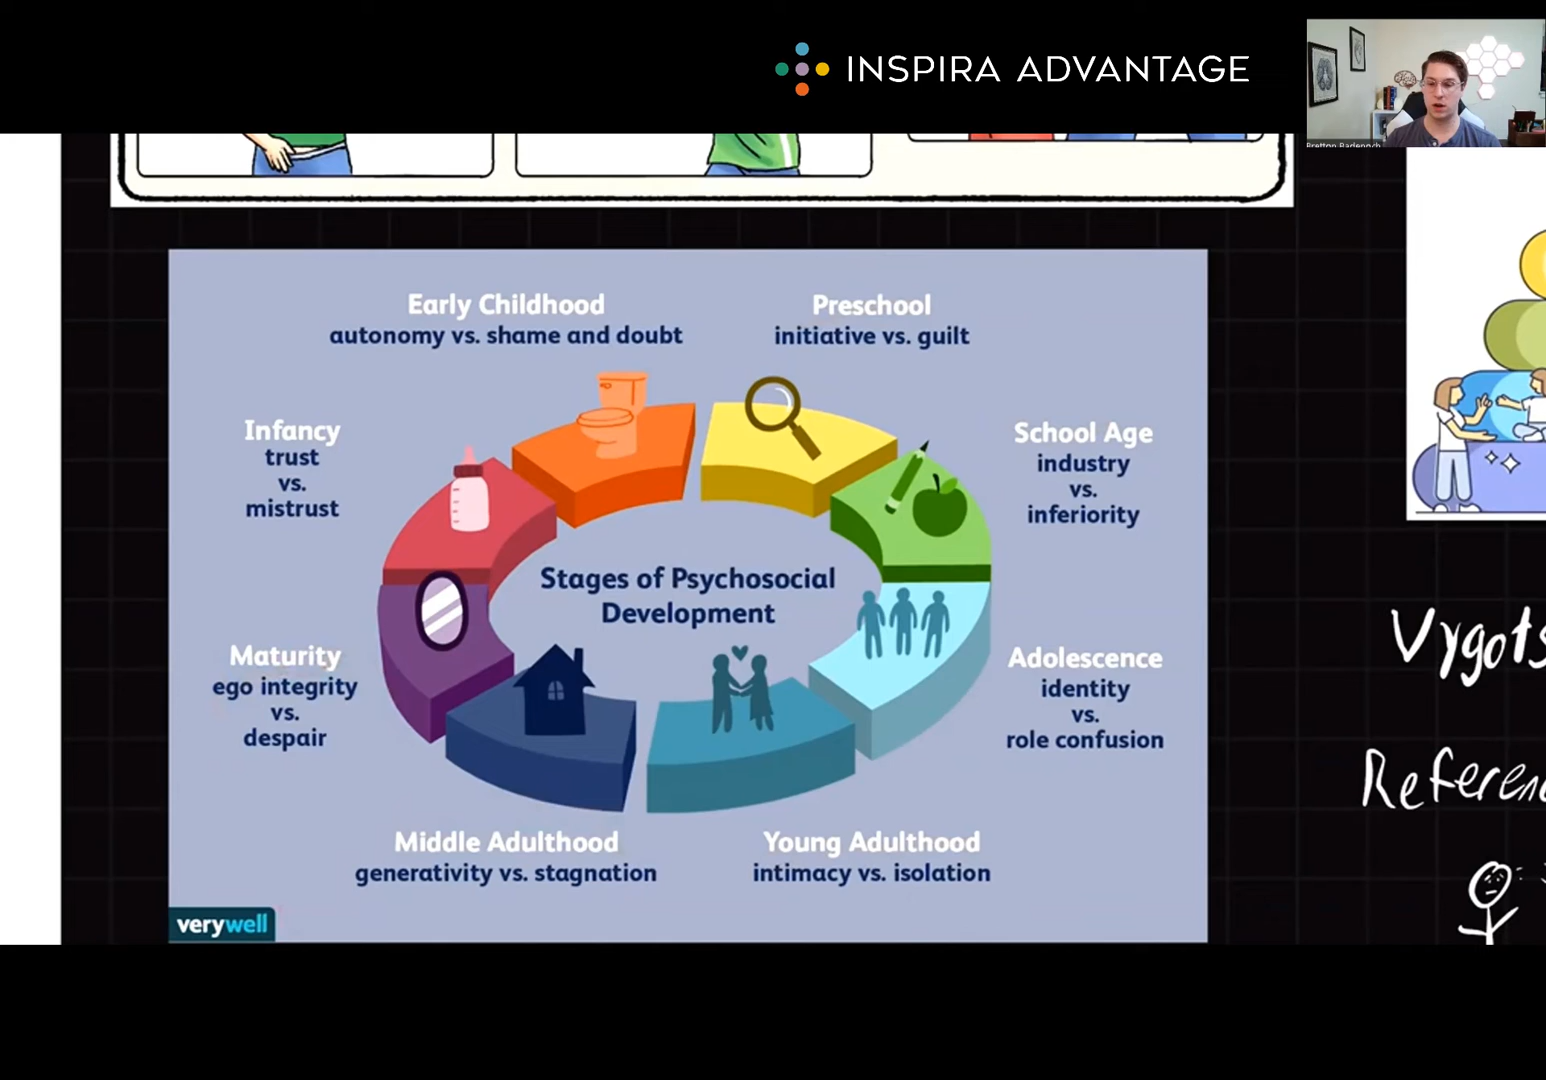 INSPIRA ADVANTAGE
Early Childhood
autonomy vs. shame and doubt
Preschool
initiative vs. guilt
Infancy
trust
vs.
mistrust
School Age
industry
vs.
inferiority
Stages of Psychosocial
Development
Maturity
ego integrity
vs.
despair
Adolescence
identity
vs.
role confusion
Middle Adulthood
generativity vs. stagnation
Young Adulthood
intimacy vs. isolation
verywell
Vygots
Referen